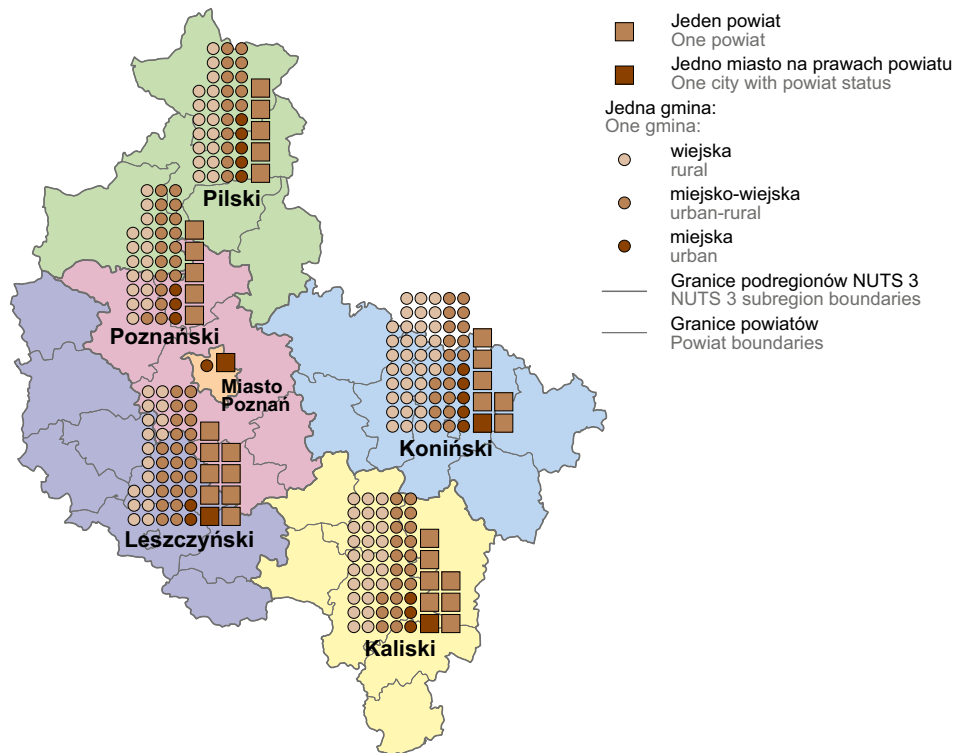 Jeden powiat
One powiat
Jedno miasto na prawach powiatu
One city with powiat status
Jedna gmina:
One gmina:
wiejska
rural
miejsko-wiejska
urban-rural
miejska
urban
Granice podregionów NUTS 3
NUTS 3 subregion boundaries
Granice powiatów
Powiat boundaries
Pilski
Poznański
Miasto
Poznań
Koniński
Leszczyński
Kaliski